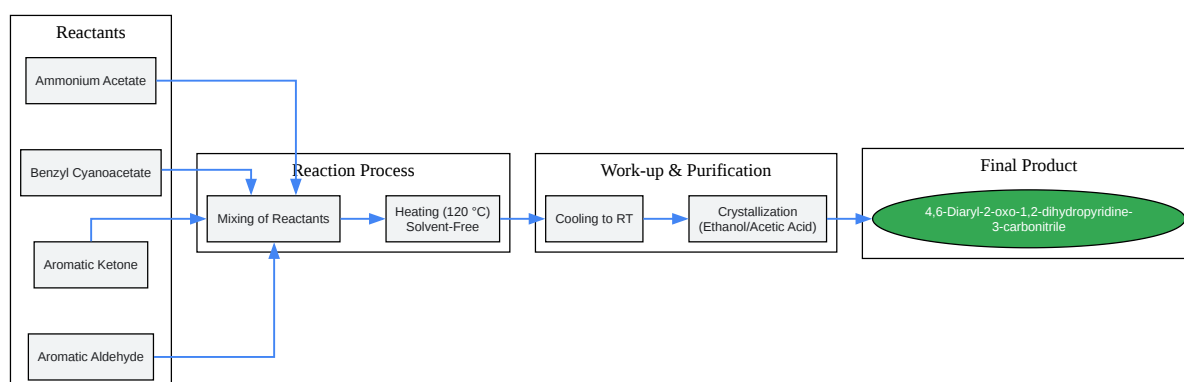 Reactants
Ammonium Acetate
Benzyl Cyanoacetate
Aromatic Ketone
Aromatic Aldehyde
Reaction Process
Mixing of Reactants
Heating (120 °C)
Solvent-Free
Work-up & Purification
Cooling to RT
Crystallization
(Ethanol/Acetic Acid)
Final Product
4,6-Diaryl-2-oxo-1,2-dihydropyridine-
3-carbonitrile